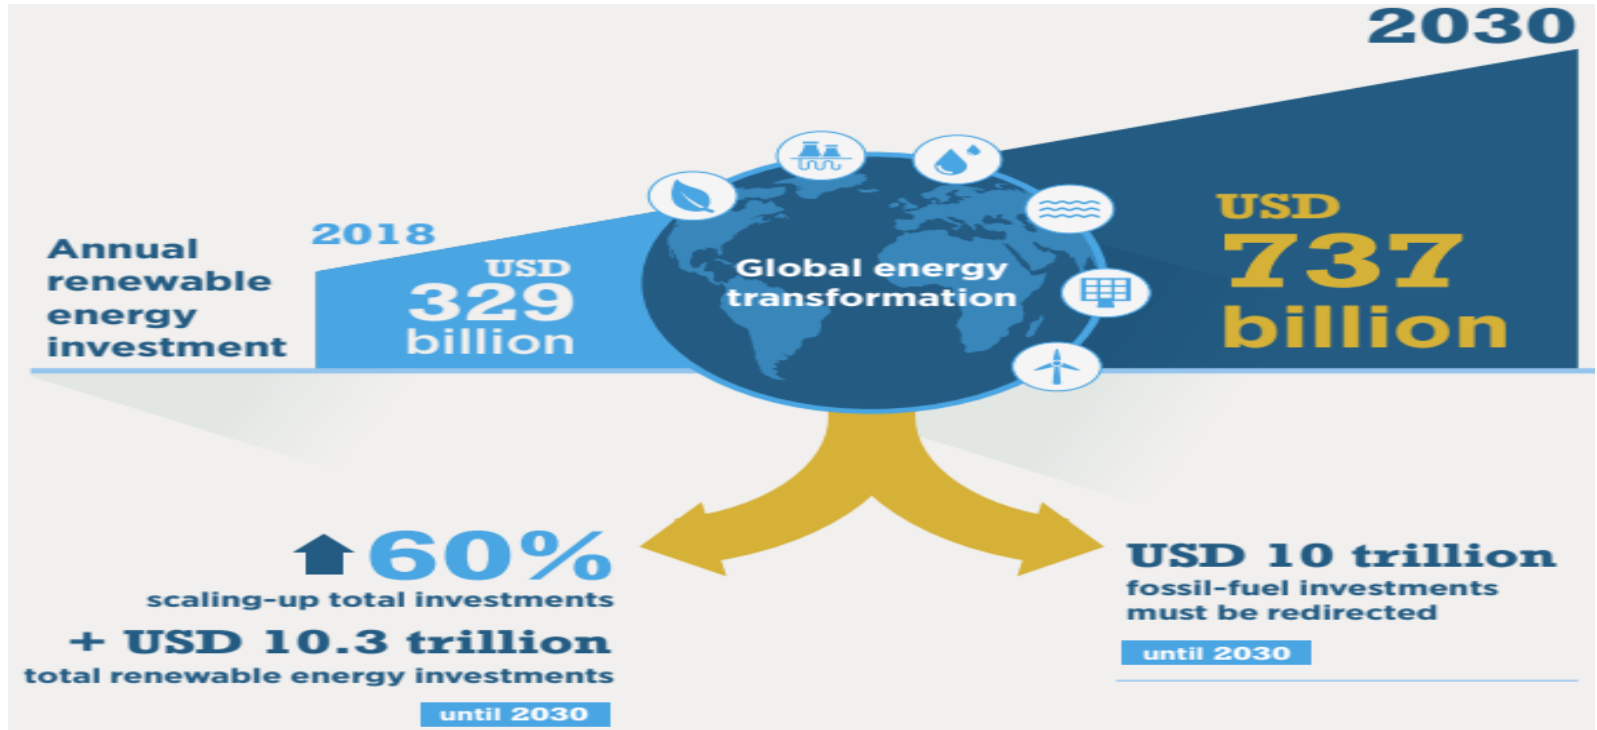 2030
Annual
renewable
energy
investment
2018
USD
329
billion
Global energy
transformation
USD
737
billion
60%
scaling-up total investments
+ USD 10.3 trillion
total renewable energy investments
until 2030
USD 10 trillion
fossil-fuel investments
must be redirected
until 2030